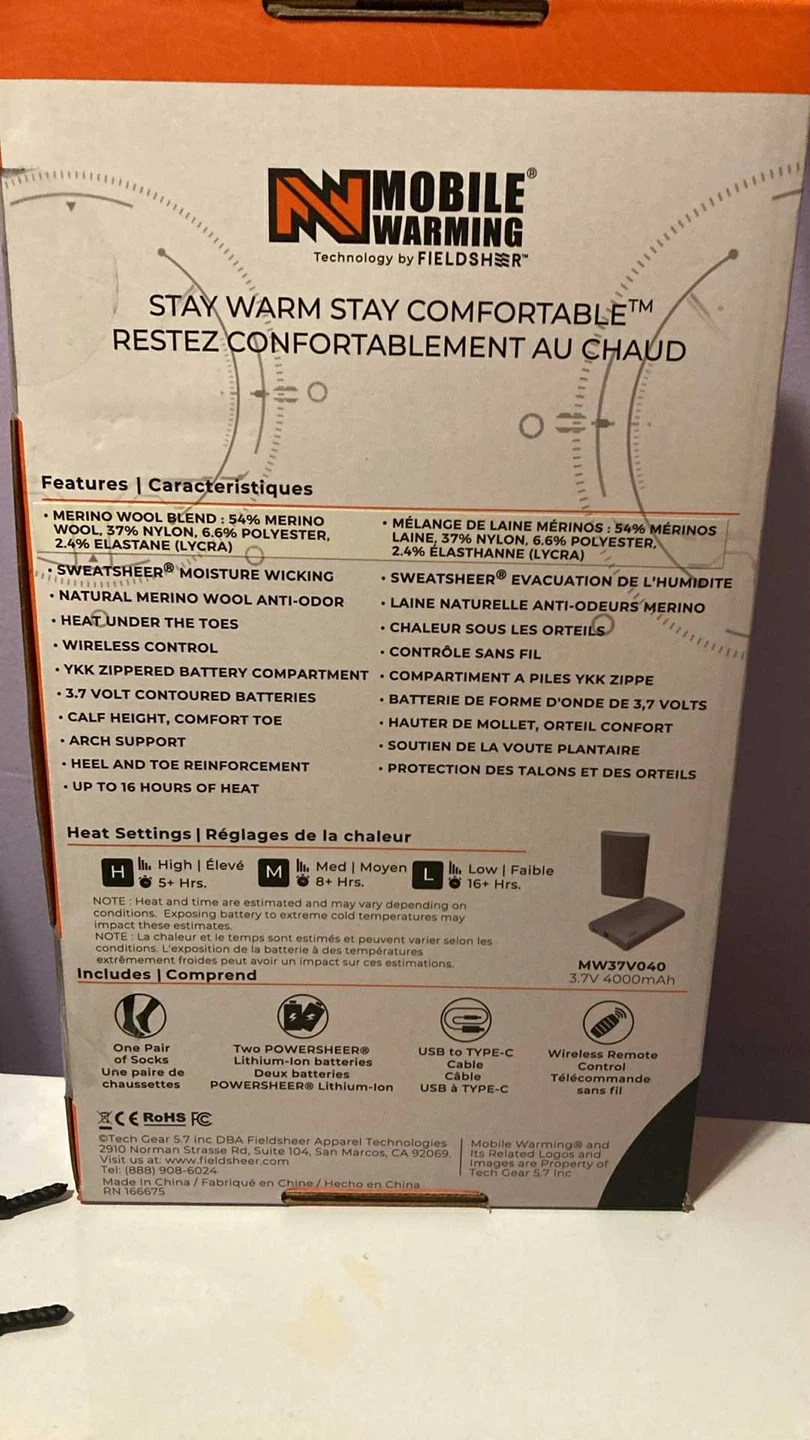 MOBILE®
WARMING
Technology by FIELDSHEER™
STAY WARM STAY COMFORTABLE™
RESTEZ CONFORTABLEMENT AU CHAUD
Features | Caracteristiques
• MERINO WOOL BLEND : 54% MERINO
WOOL, 37% NYLON, 6.6% POLYESTER,
2.4% ELASTANE (LYCRA)
• SWEATSHEER® MOISTURE WICKING
• NATURAL MERINO WOOL ANTI-ODOR
• HEAT UNDER THE TOES
• WIRELESS CONTROL
• YKK ZIPPERED BATTERY COMPARTMENT
• 3.7 VOLT CONTOURED BATTERIES
• CALF HEIGHT, COMFORT TOE
• ARCH SUPPORT
• HEEL AND TOE REINFORCEMENT
• UP TO 16 HOURS OF HEAT
• MÉLANGE DE LAINE MÉRINOS : 54% MÉRINOS
LAINE, 37% NYLON, 6.6% POLYESTER,
2.4% ÉLASTHANNE (LYCRA)
• SWEATSHEER® EVACUATION DE L'HUMIDITE
• LAINE NATURELLE ANTI-ODEURS MERINO
• CHALEUR SOUS LES ORTEILS
• CONTRÔLE SANS FIL
• COMPARTIMENT A PILES YKK ZIPPE
• BATTERIE DE FORME D'ONDE DE 3,7 VOLTS
• HAUTER DE MOLLET, ORTEIL CONFORT
• SOUTIEN DE LA VOUTE PLANTAIRE
• PROTECTION DES TALONS ET DES ORTEILS
Heat Settings | Réglages de la chaleur
H High | Élevé
5+ Hrs.
M Med | Moyen
8+ Hrs.
L Low | Faible
16+ Hrs.
NOTE : Heat and time are estimated and may vary depending on
conditions. Exposing battery to extreme cold temperatures may
impact these estimates.
NOTE : La chaleur et le temps sont estimés et peuvent varier selon les
conditions. L'exposition de la batterie à des températures
extrêmement froides peut avoir un impact sur ces estimations.
MW37V040
3.7V 4000mAh
Includes | Comprend
One Pair
of Socks
Une paire de
chaussettes
Two POWERSHEER®
Lithium-Ion batteries
Deux batteries
POWERSHEER® Lithium-Ion
USB to TYPE-C
Cable
Câble
USB à TYPE-C
Wireless Remote
Control
Télécommande
sans fil
CE RoHS FC
©Tech Gear 5.7 inc DBA Fieldsheer Apparel Technologies
2910 Norman Strasse Rd, Suite 104, San Marcos, CA 92069.
Visit us at: www.fieldsheer.com
Tel: (888) 908-6024
Made In China / Fabriqué en Chine / Hecho en China
RN 166675
Mobile Warming® and
Its Related Logos and
Images are Property of
Tech Gear 5.7 Inc